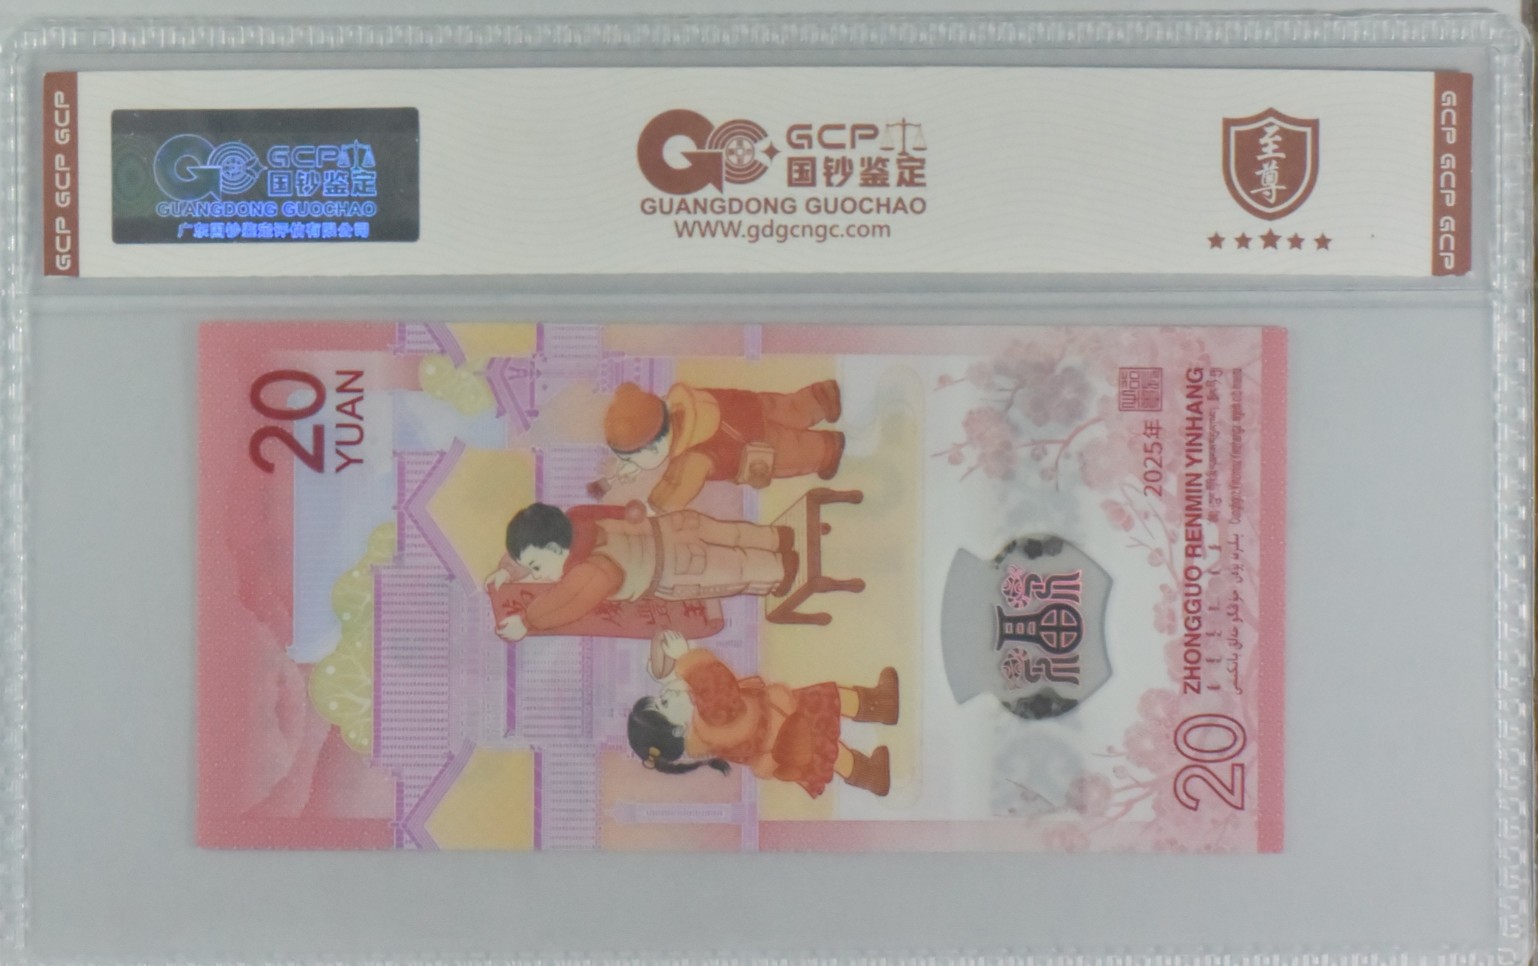 GCP GCP GCP
GCP
国钞鉴定
GUANGDONG GUOCHAO
广东国钞鉴定评估有限公司
GCP
国钞鉴定
GUANGDONG GUOCHAO
WWW.gdgcngc.com
至尊
GCP GCP GCP
20
YUAN
2025年
ZHONGGUO RENMIN YINHANG
20